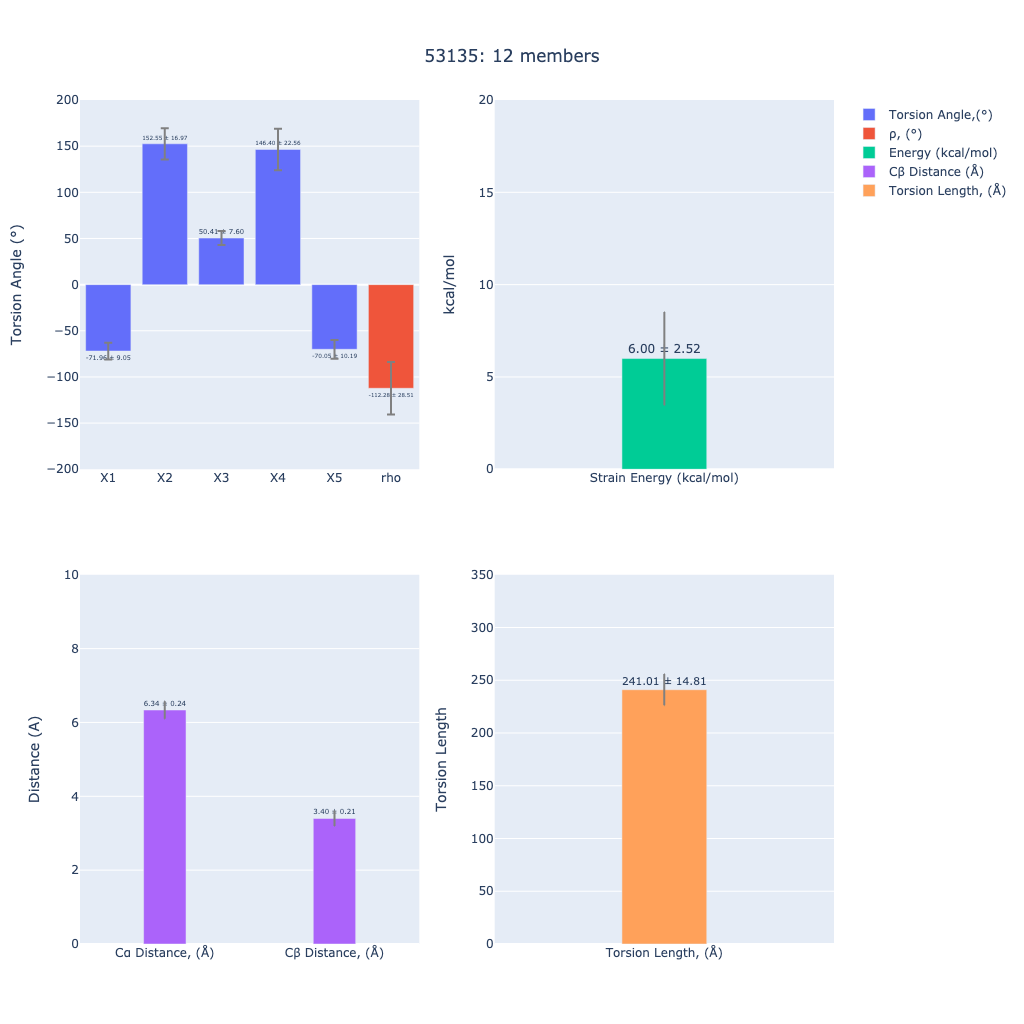 53135: 12 members
Torsion Angle (°)
200
150
100
50
0
−50
−100
−150
−200
152.55 ± 16.97
146.40 ± 22.56
50.41 ± 7.60
-71.96 ± 9.05
-70.05 ± 10.19
-112.28 ± 28.51
X1 X2 X3 X4 X5 rho
kcal/mol
20
15
10
5
0
6.00 ± 2.52
Strain Energy (kcal/mol)
Torsion Angle,(°)
ρ, (°)
Energy (kcal/mol)
Cβ Distance (Å)
Torsion Length, (Å)
Distance (A)
10
8
6
4
2
0
6.34 ± 0.24
3.40 ± 0.21
Cα Distance, (Å) Cβ Distance, (Å)
Torsion Length
350
300
250
200
150
100
50
0
241.01 ± 14.81
Torsion Length, (Å)